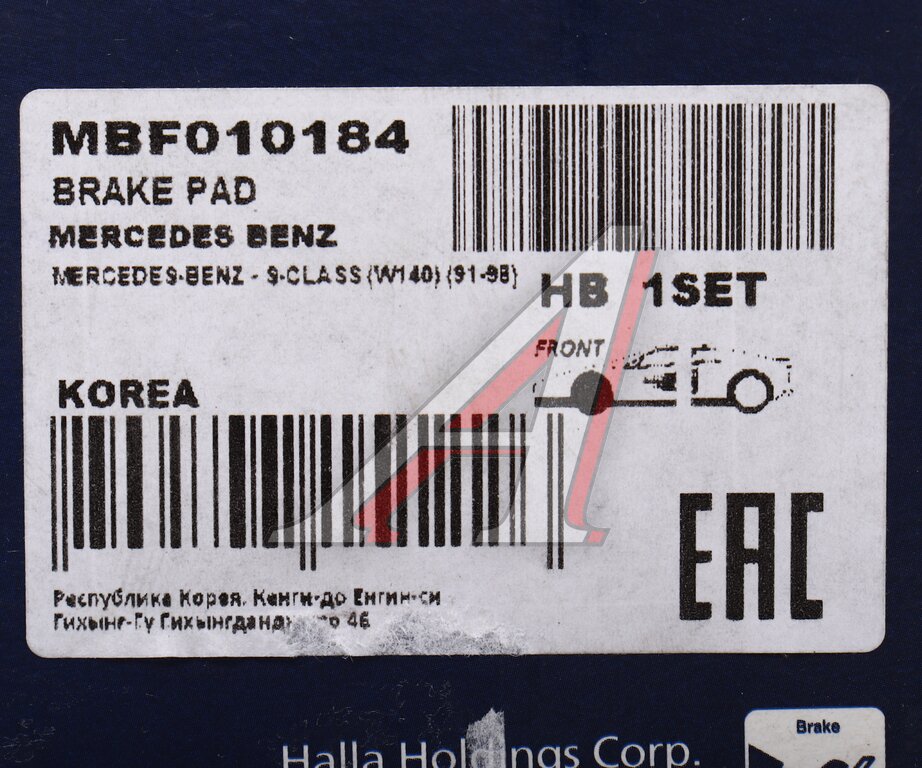 MBF010184
BRAKE PAD
MERCEDES BENZ
MERCEDES-BENZ - S-CLASS (W140) (91-98)
HB 1SET
FRONT
KOREA
EAC
Республика Корея, Кенги-до Енгин-си
Гихынг-Гу 46
Halla Holdings Corp.
Brake